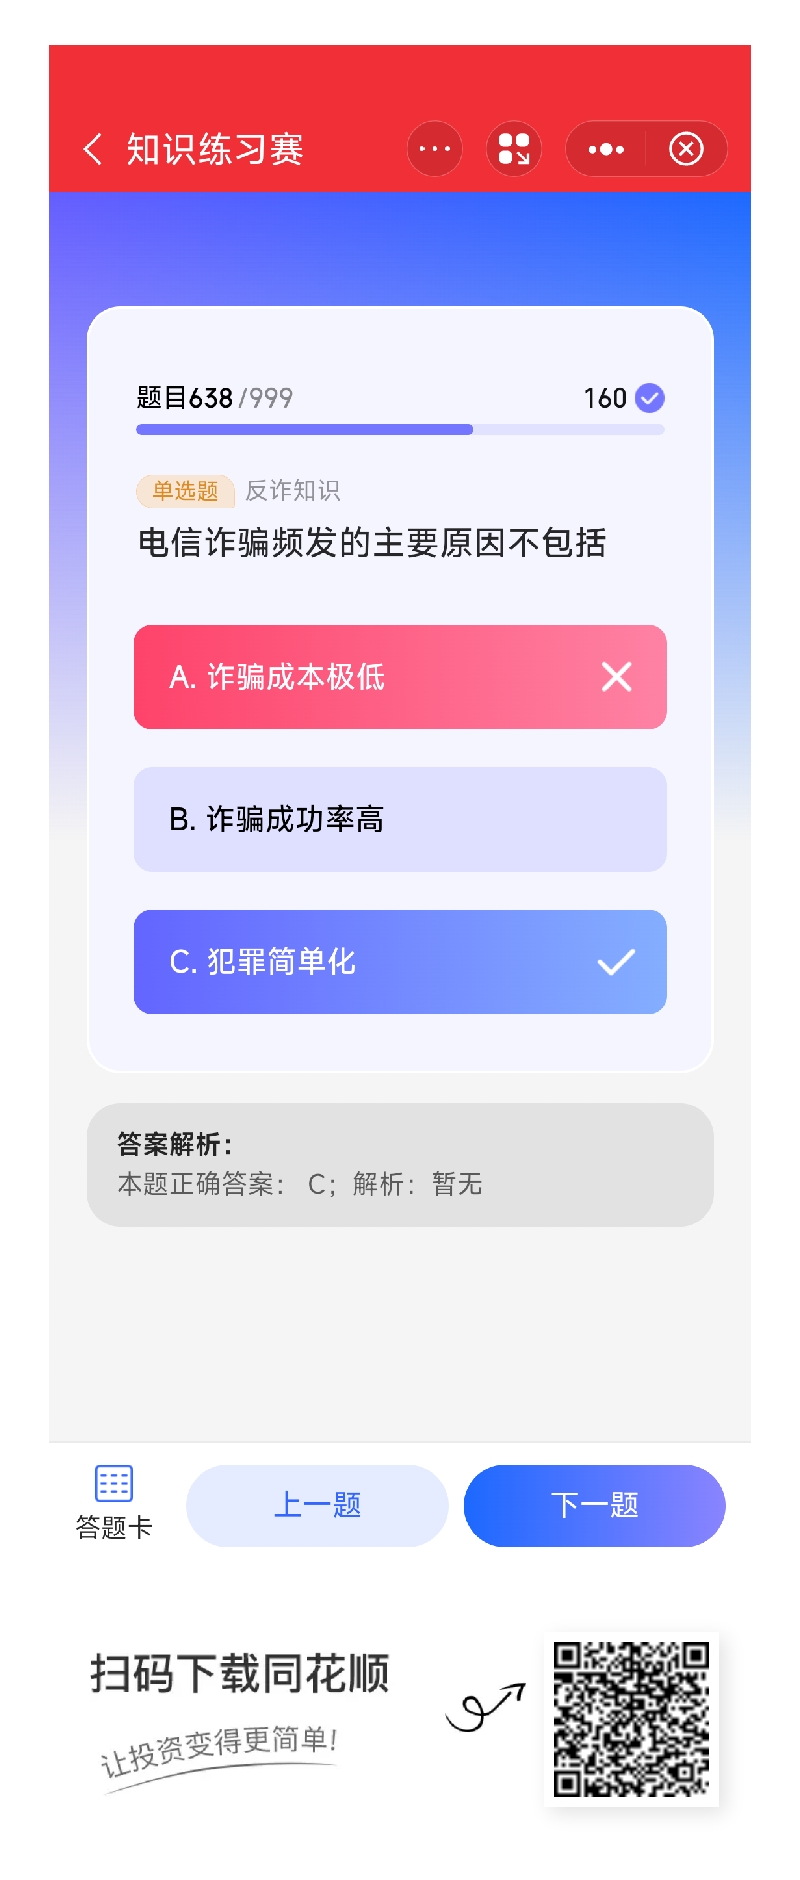 知识练习赛
题目638/999
160
单选题 反诈知识
电信诈骗频发的主要原因不包括
A. 诈骗成本极低
B. 诈骗成功率高
C. 犯罪简单化
答案解析：
本题正确答案： C；解析：暂无
答题卡
上一题
下一题
扫码下载同花顺
让投资变得更简单!